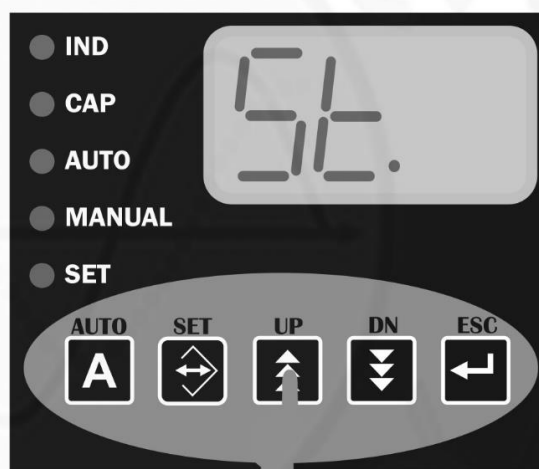 IND
St.
CAP
AUTO
MANUAL
SET
AUTO SET UP DN ESC
A